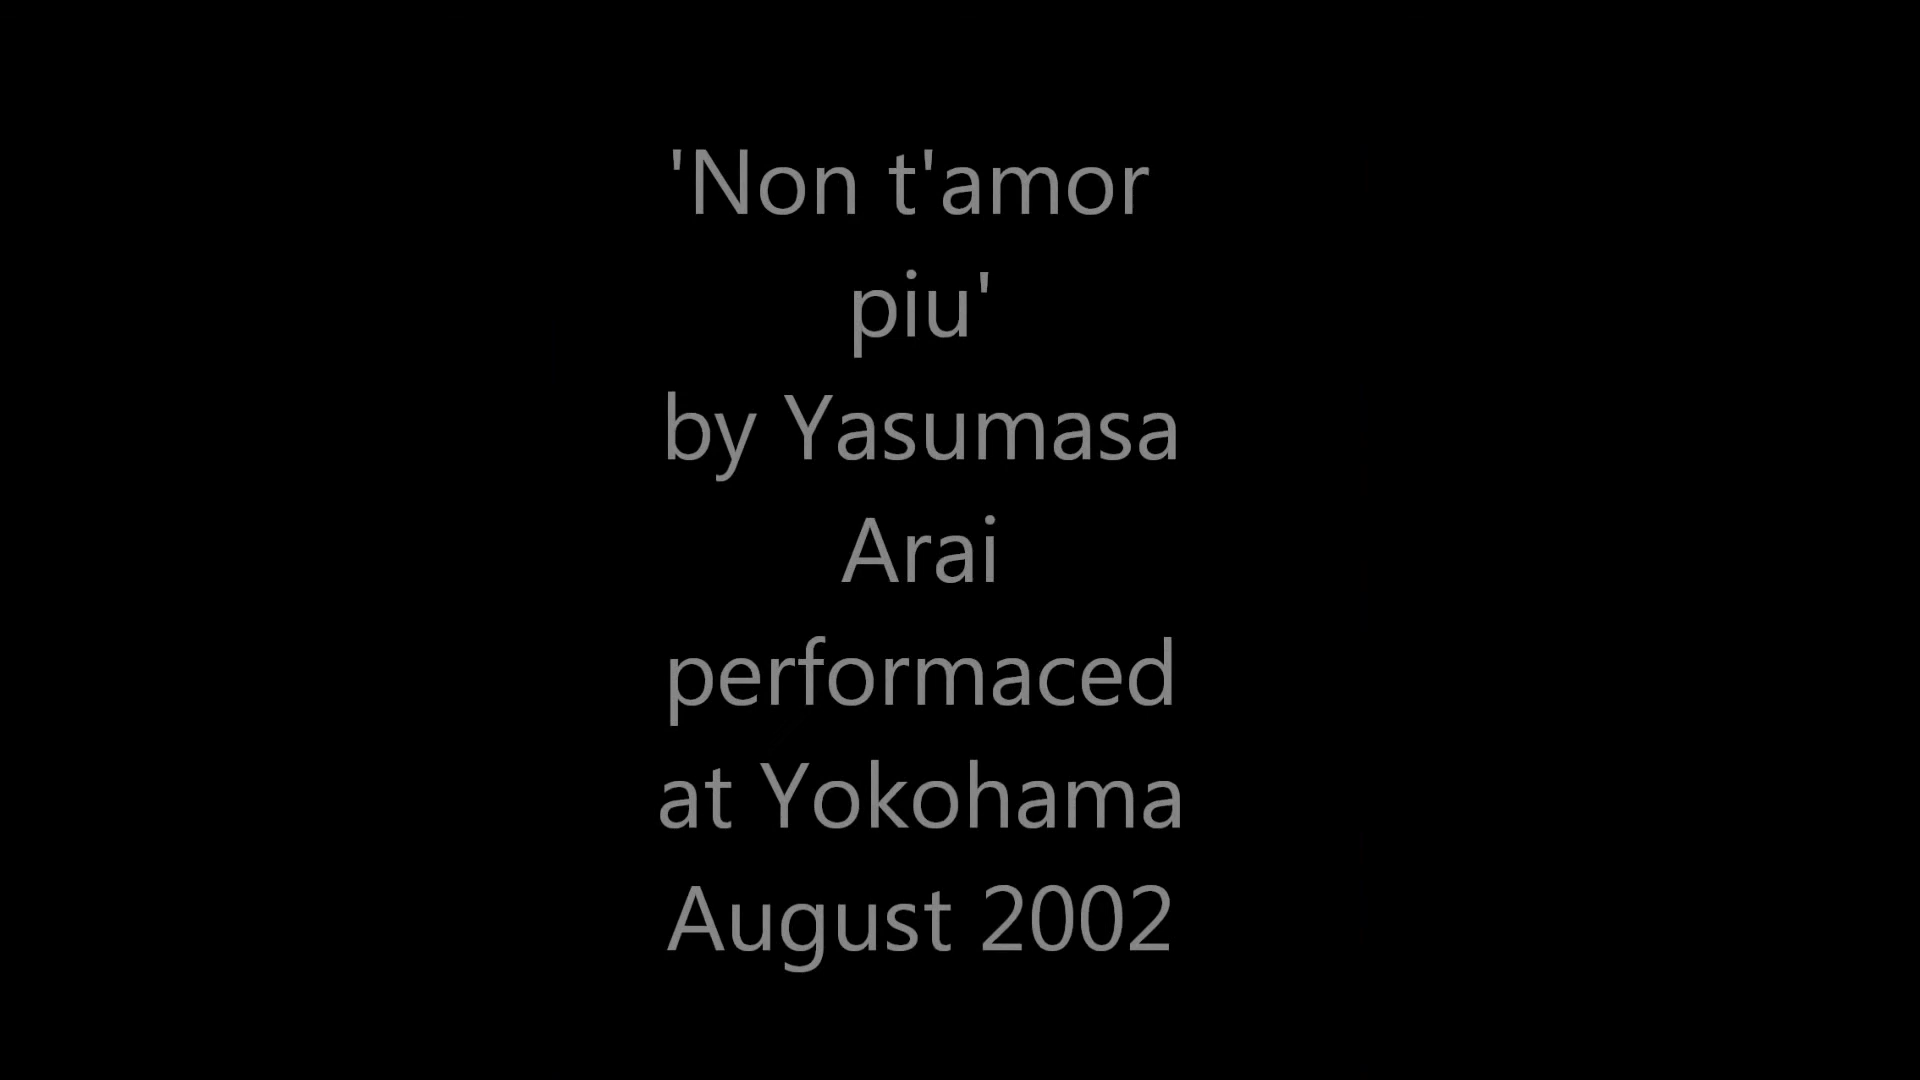 'Non t'amor
piu'
by Yasumasa
Arai
performaced
at Yokohama
August 2002